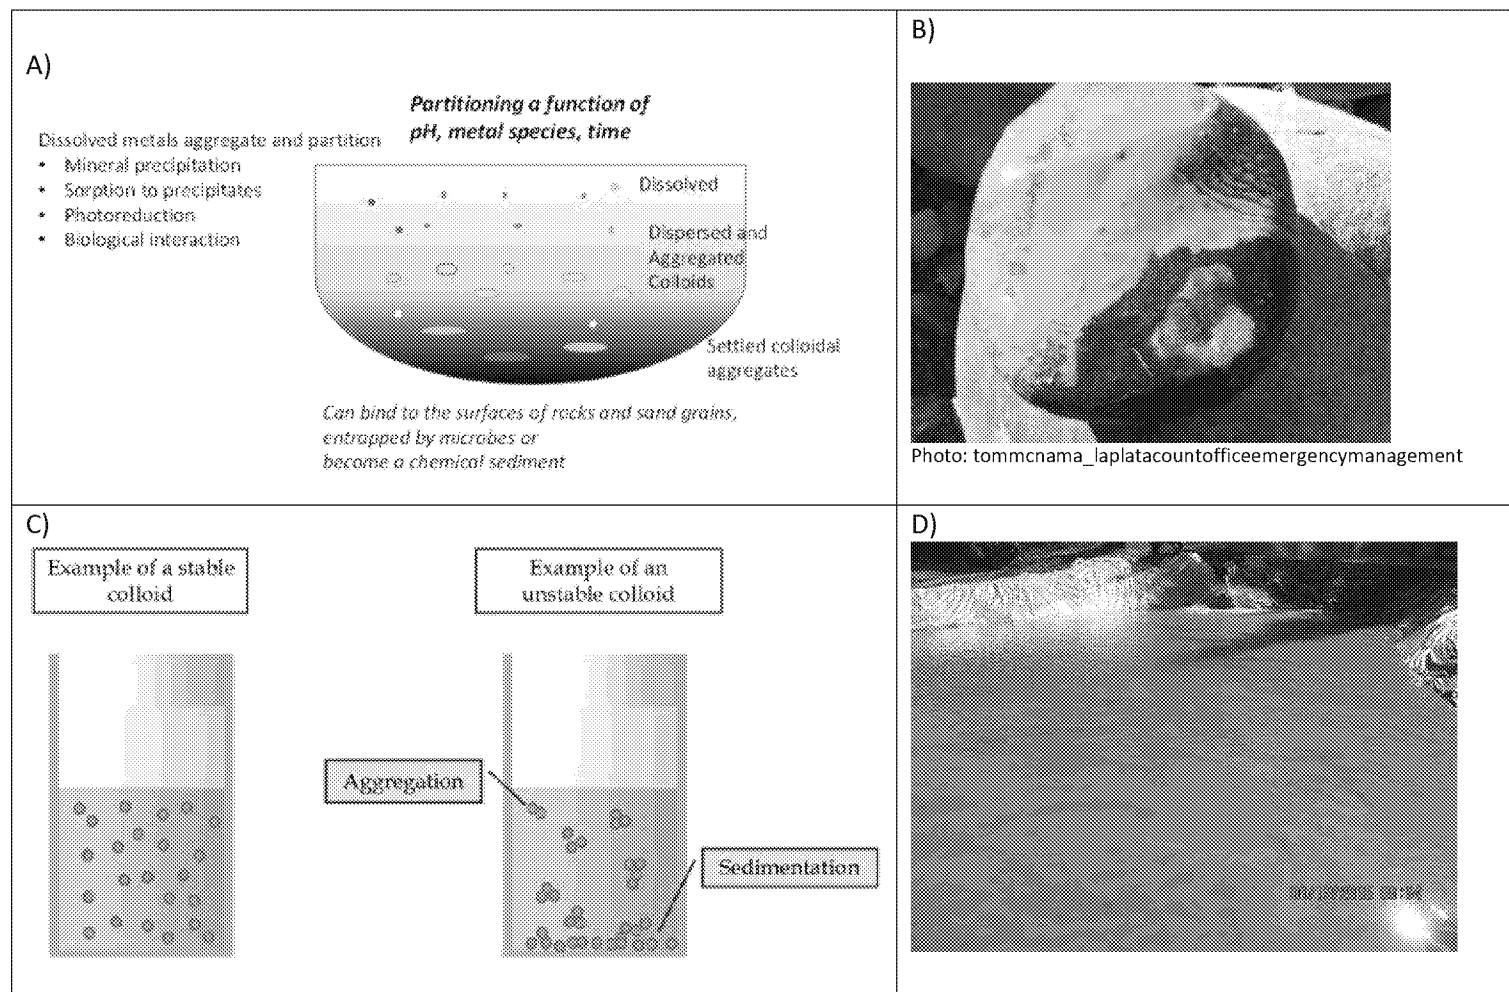 A)
Partitioning a function of
pH, metal species, time
Dissolved metals aggregate and partition
• Mineral precipitation
• Sorption to precipitates
• Photoreduction
• Biological interaction
Dissolved
Dispersed and
Aggregated
Colloids
Settled colloidal
aggregates
Can bind to the surfaces of rocks and sand grains,
entrapped by microbes or
become a chemical sediment
B)
Photo: tommcnama_laplatacountofficeemergencymanagement
C)
Example of a stable
colloid
Example of an
unstable colloid
Aggregation
Sedimentation
D)